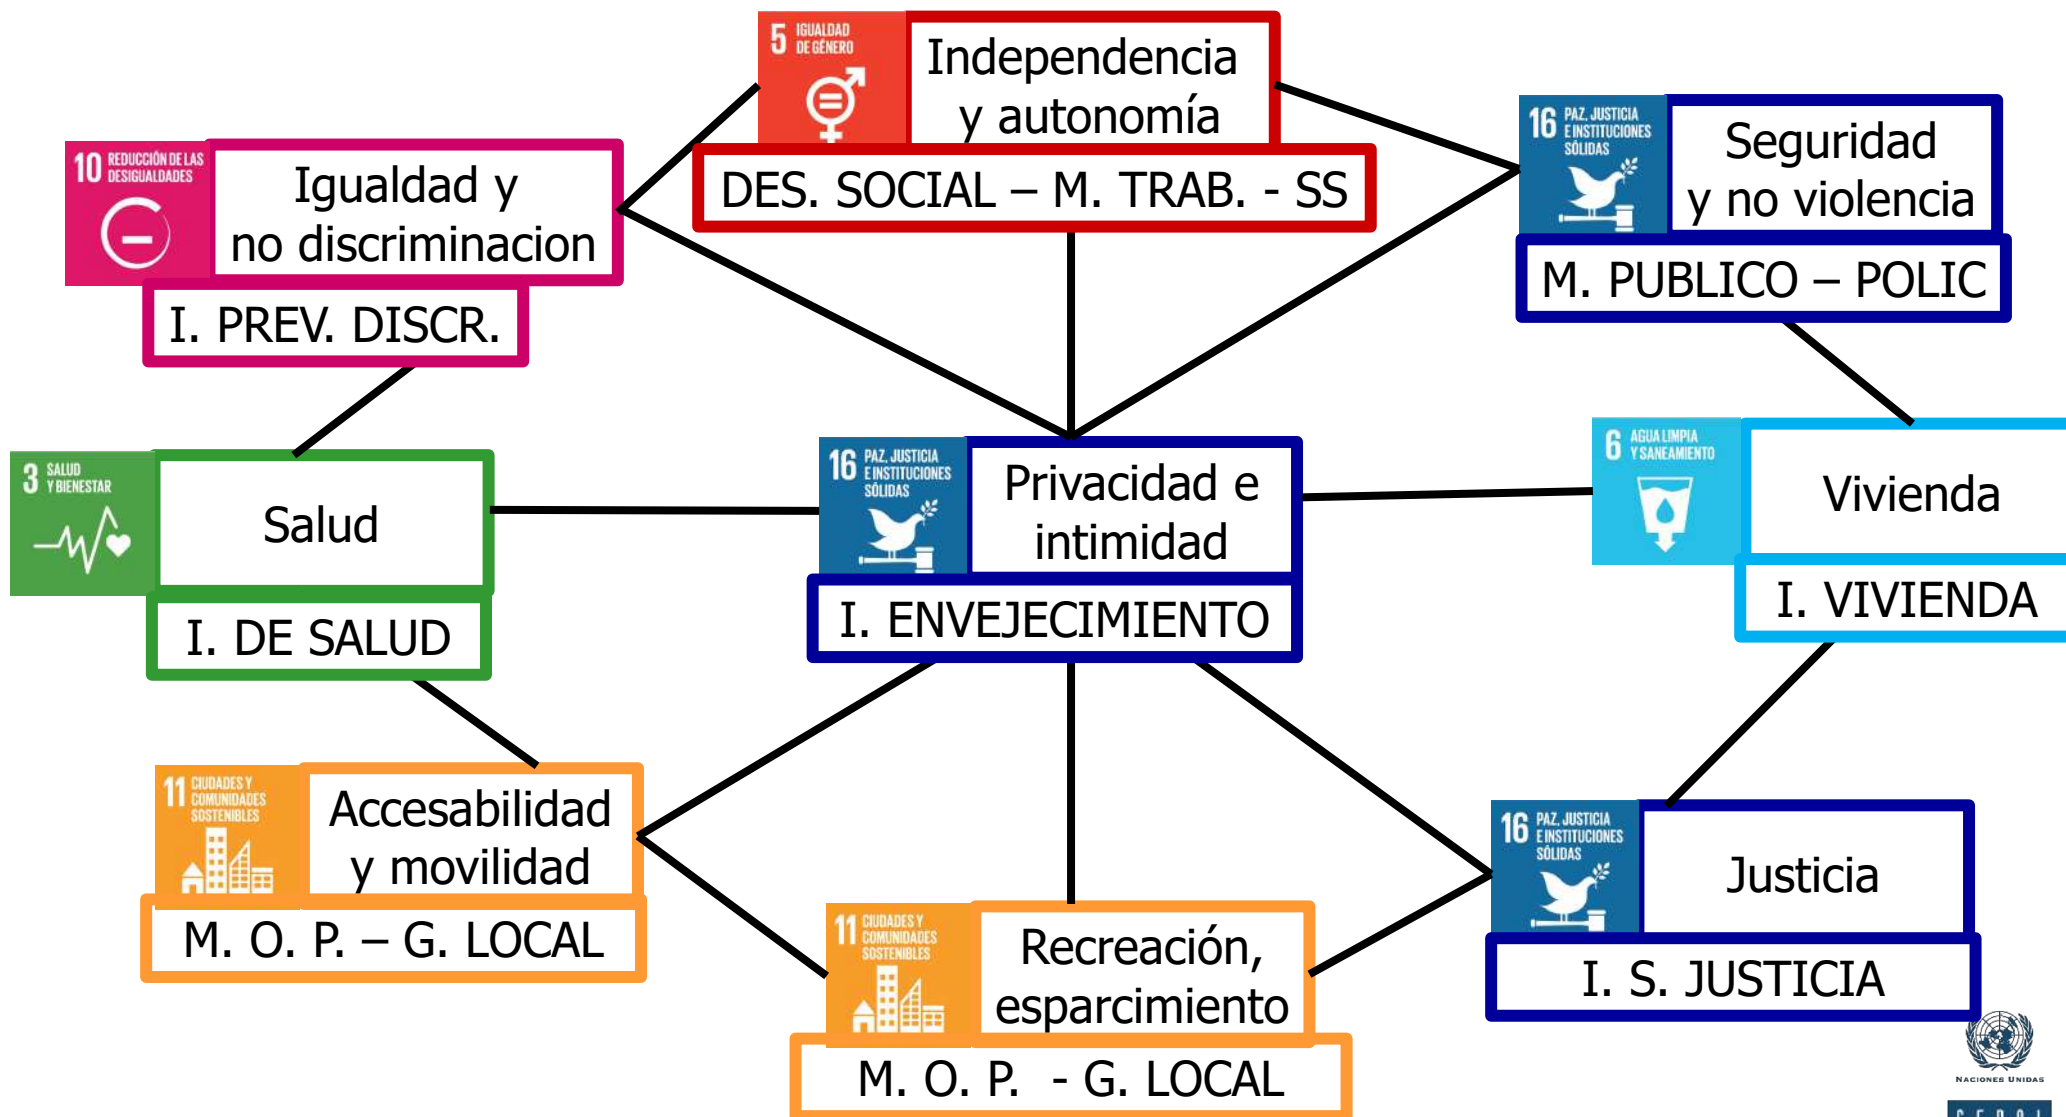 5 IGUALDAD
DE GÉNERO
Independencia
y autonomía
DES. SOCIAL – M. TRAB. - SS
10 REDUCCIÓN DE LAS
DESIGUALDADES
Igualdad y
no discriminacion
I. PREV. DISCR.
16 PAZ, JUSTICIA
E INSTITUCIONES
SÓLIDAS
Seguridad
y no violencia
M. PUBLICO – POLIC
3 SALUD
Y BIENESTAR
Salud
I. DE SALUD
16 PAZ, JUSTICIA
E INSTITUCIONES
SÓLIDAS
Privacidad e
intimidad
I. ENVEJECIMIENTO
6 AGUA LIMPIA
Y SANEAMIENTO
Vivienda
I. VIVIENDA
11 CIUDADES Y
COMUNIDADES
SOSTENIBLES
Accesabilidad
y movilidad
M. O. P. – G. LOCAL
11 CIUDADES Y
COMUNIDADES
SOSTENIBLES
Recreación,
esparcimiento
M. O. P. - G. LOCAL
16 PAZ, JUSTICIA
E INSTITUCIONES
SÓLIDAS
Justicia
I. S. JUSTICIA
NACIONES UNIDAS
CEPAL